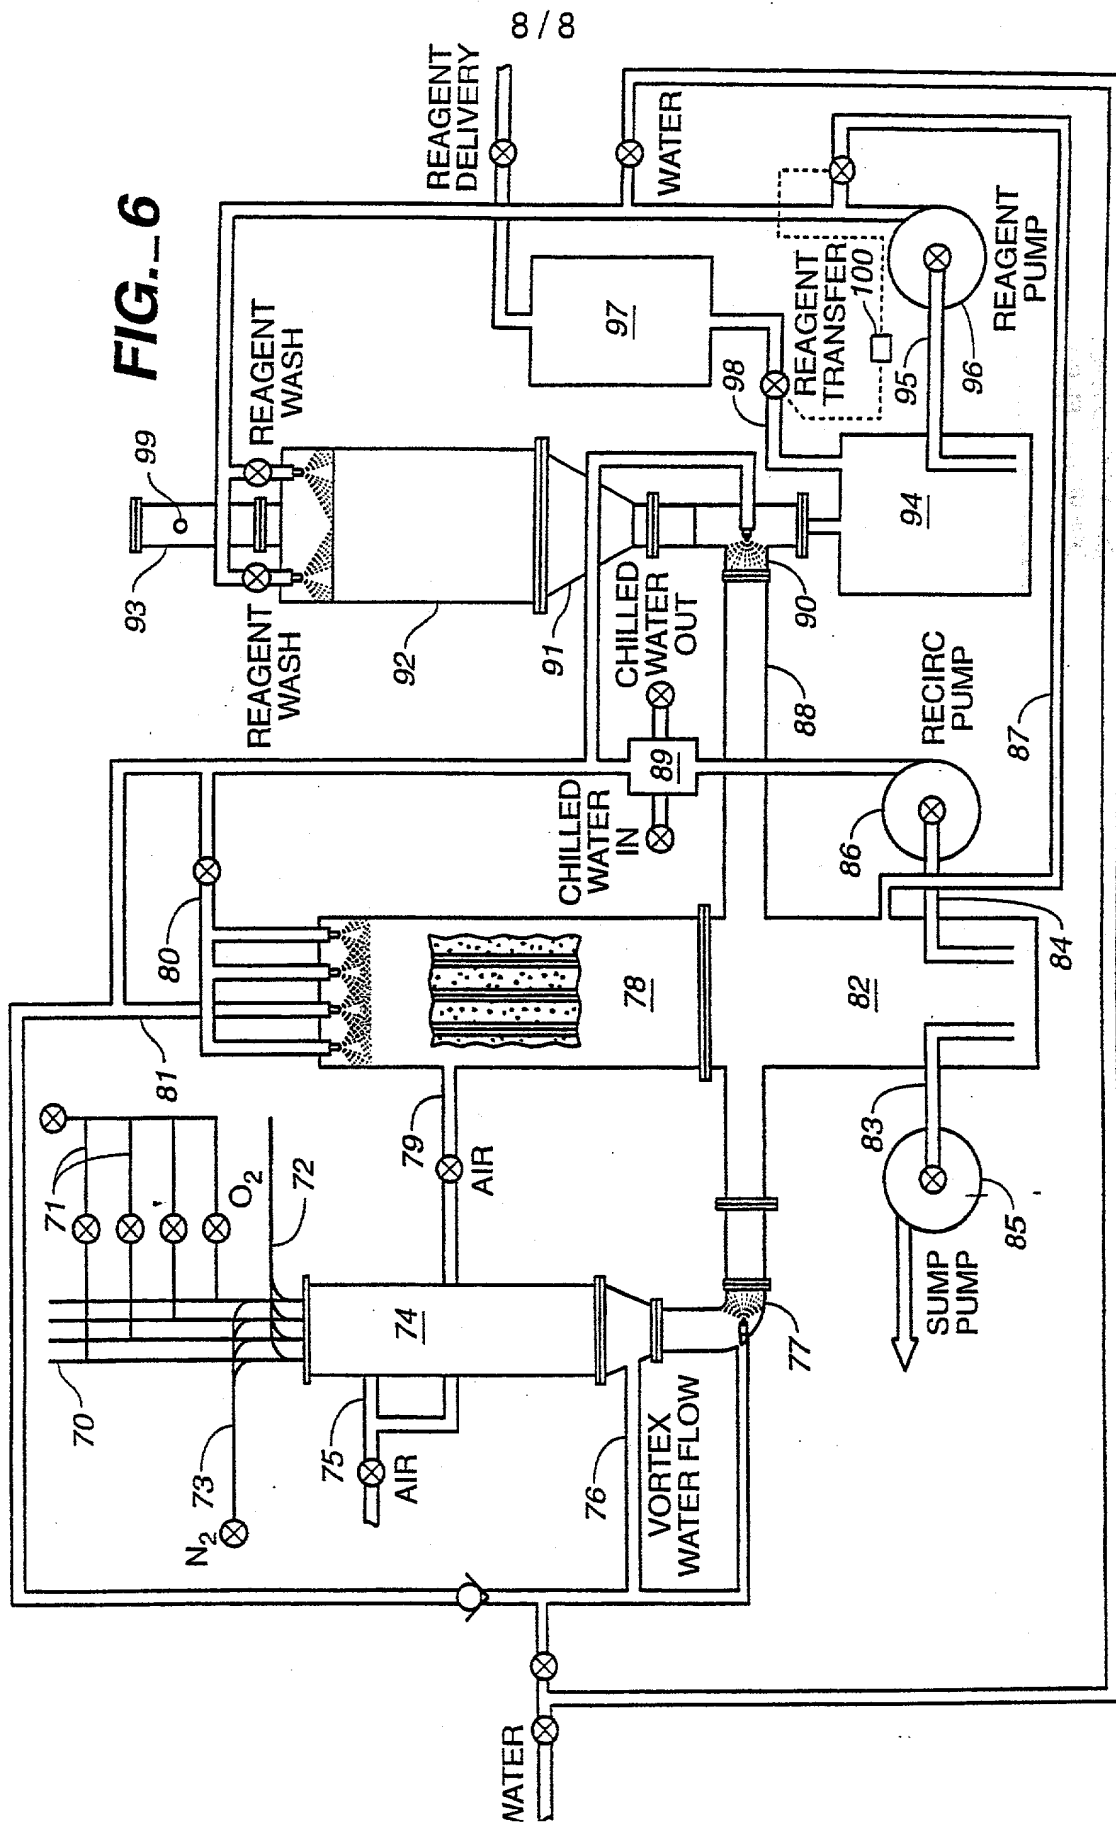 8 / 8
FIG._6
REAGENT
DELIVERY
WATER
REAGENT
WASH
99
93
REAGENT
WASH
92
91
97
98
REAGENT
TRANSFER
100
95
96
REAGENT
PUMP
94
90
CHILLED
WATER
OUT
88
89
CHILLED
WATER
IN
RECIRC
PUMP
86
87
80
81
78
82
84
83
85
SUMP
PUMP
79
AIR
71
O2
72
70
73
N2
74
75
AIR
76
77
VORTEX
WATER FLOW
WATER